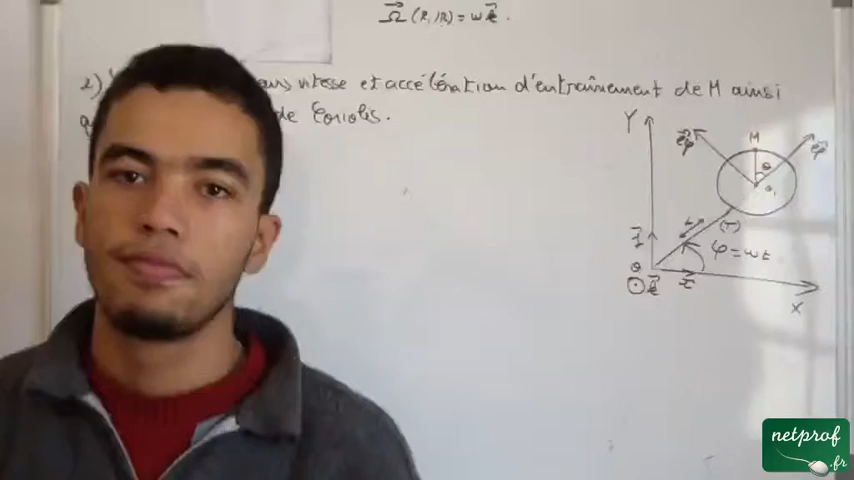 Ω⃗ (R₁/R) = ω k⃗ .
2) vitesse et accélération d'entraînement de M ainsi
de Coriolis.
Y
M
e⃗φ
θ
e⃗ρ
O₁
L
(T)
j⃗
φ = ωt
O
k⃗
i⃗
X
netprof
.fr